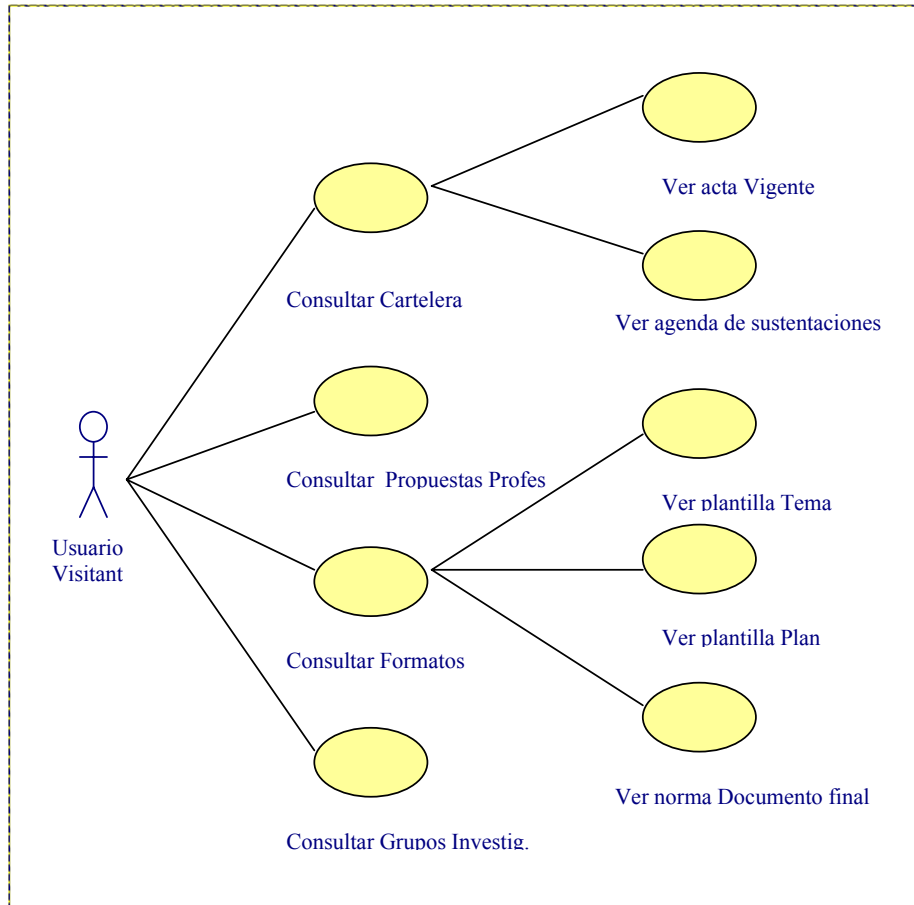 Ver acta Vigente
Consultar Cartelera
Ver agenda de sustentaciones
Consultar  Propuestas Profes
Ver plantilla Tema
Usuario
Visitant
Ver plantilla Plan
Consultar Formatos
Ver norma Documento final
Consultar Grupos Investig.